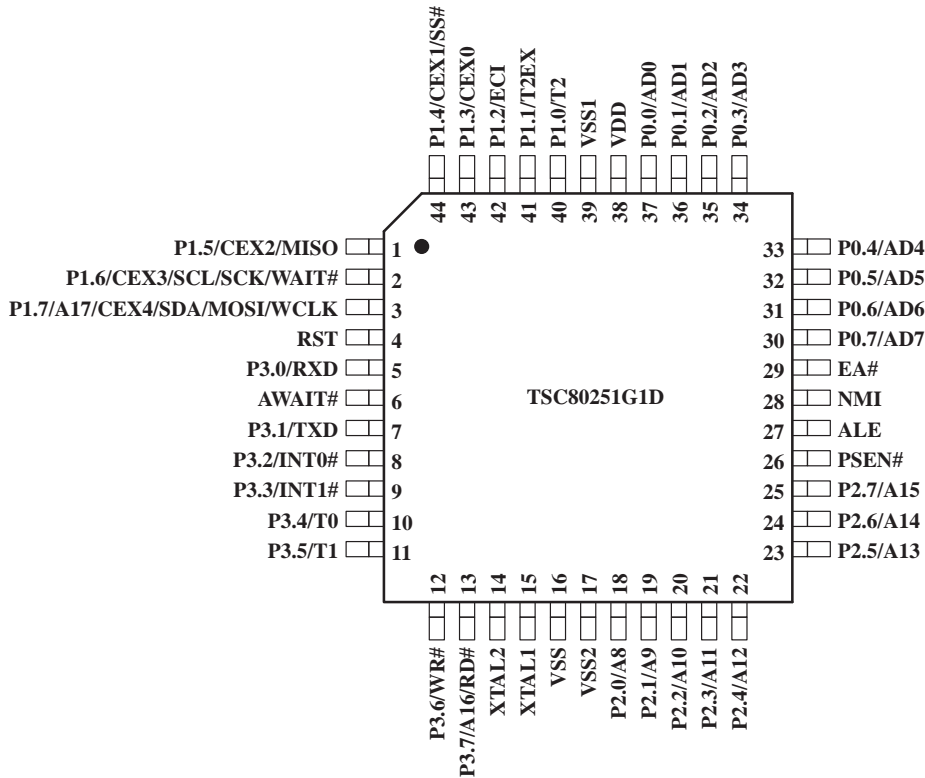 P1.4/CEX1/SS#
P1.3/CEX0
P1.2/ECI
P1.1/T2EX
P1.0/T2
VSS1
VDD
P0.0/AD0
P0.1/AD1
P0.2/AD2
P0.3/AD3
44
43
42
41
40
39
38
37
36
35
34
P1.5/CEX2/MISO 1 33 P0.4/AD4
P1.6/CEX3/SCL/SCK/WAIT# 2 32 P0.5/AD5
P1.7/A17/CEX4/SDA/MOSI/WCLK 3 31 P0.6/AD6
RST 4 30 P0.7/AD7
P3.0/RXD 5 29 EA#
AWAIT# 6 28 NMI
TSC80251G1D
P3.1/TXD 7 27 ALE
P3.2/INT0# 8 26 PSEN#
P3.3/INT1# 9 25 P2.7/A15
P3.4/T0 10 24 P2.6/A14
P3.5/T1 11 23 P2.5/A13
12
13
14
15
16
17
18
19
20
21
22
P3.6/WR#
P3.7/A16/RD#
XTAL2
XTAL1
VSS
VSS2
P2.0/A8
P2.1/A9
P2.2/A10
P2.3/A11
P2.4/A12